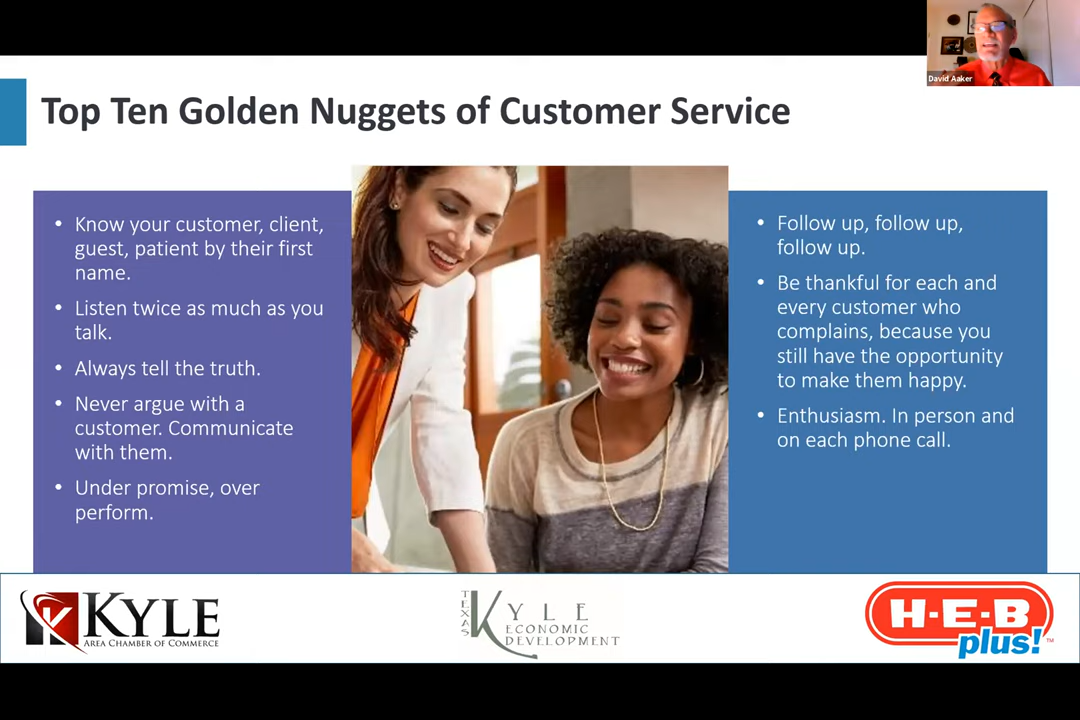 David Aaker
Top Ten Golden Nuggets of Customer Service
• Know your customer, client,
guest, patient by their first
name.
• Listen twice as much as you
talk.
• Always tell the truth.
• Never argue with a
customer. Communicate
with them.
• Under promise, over
perform.
• Follow up, follow up,
follow up.
• Be thankful for each and
every customer who
complains, because you
still have the opportunity
to make them happy.
• Enthusiasm. In person and
on each phone call.
KYLE
AREA CHAMBER OF COMMERCE
TEXAS
KYLE
ECONOMIC
DEVELOPMENT
H-E-B
plus!™